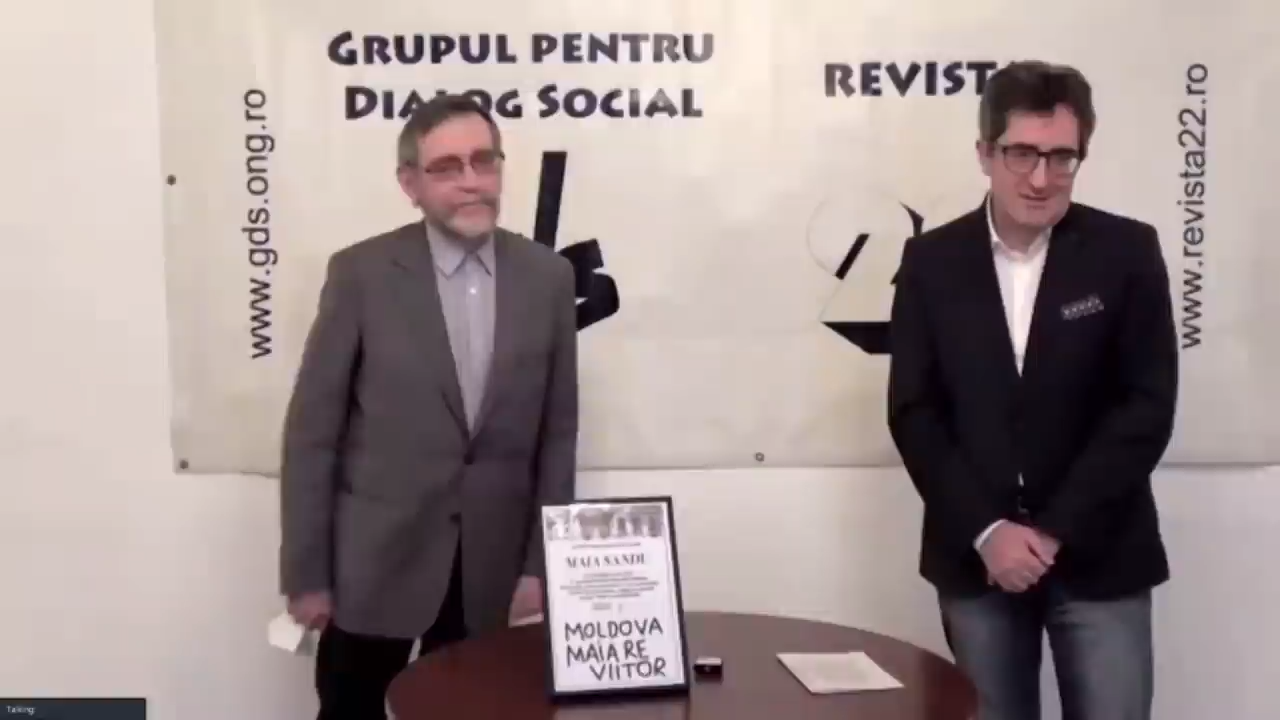 GRUPUL PENTRU
DIALOG SOCIAL
REVISTA
www.gds.ong.ro
22
www.revista22.ro
MAIA SANDU
MOLDOVA
MAIA RE
VIITOR
Talking: